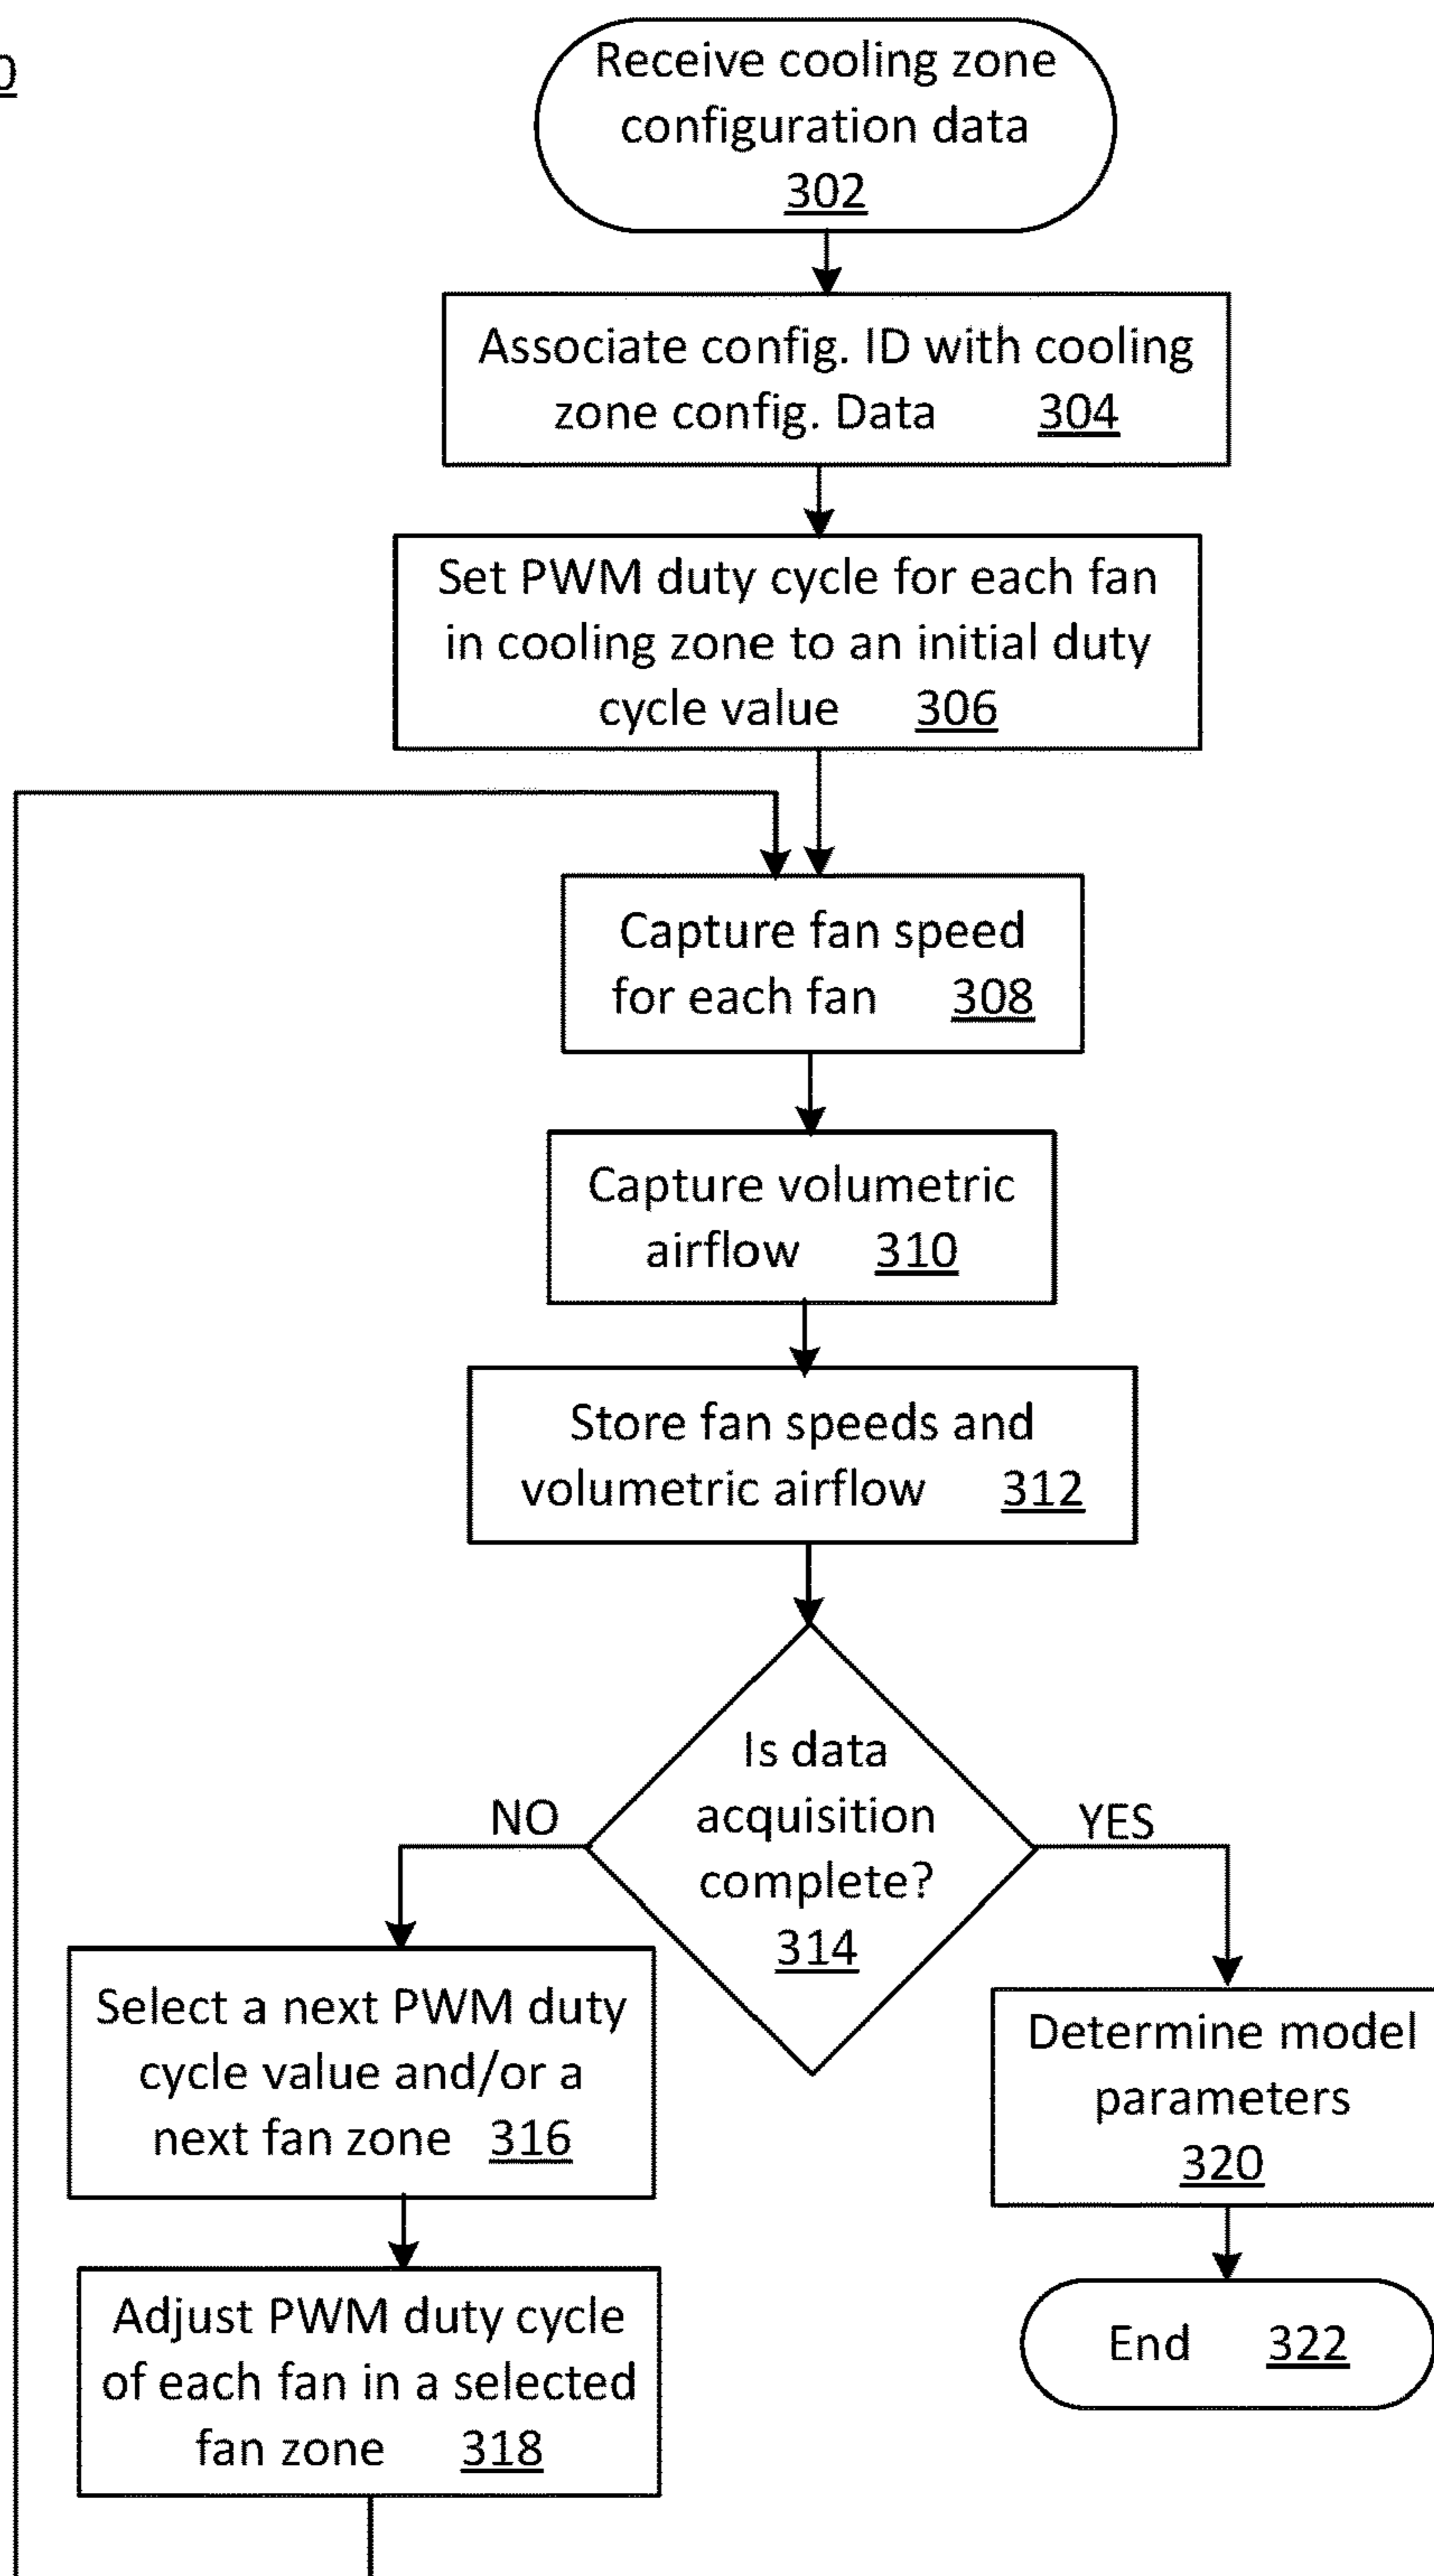 0
Receive cooling zone
configuration data
302
Associate config. ID with cooling
zone config. Data 304
Set PWM duty cycle for each fan
in cooling zone to an initial duty
cycle value 306
Capture fan speed
for each fan 308
Capture volumetric
airflow 310
Store fan speeds and
volumetric airflow 312
Is data
acquisition
complete?
314
NO
YES
Select a next PWM duty
cycle value and/or a
next fan zone 316
Determine model
parameters
320
Adjust PWM duty cycle
of each fan in a selected
fan zone 318
End 322